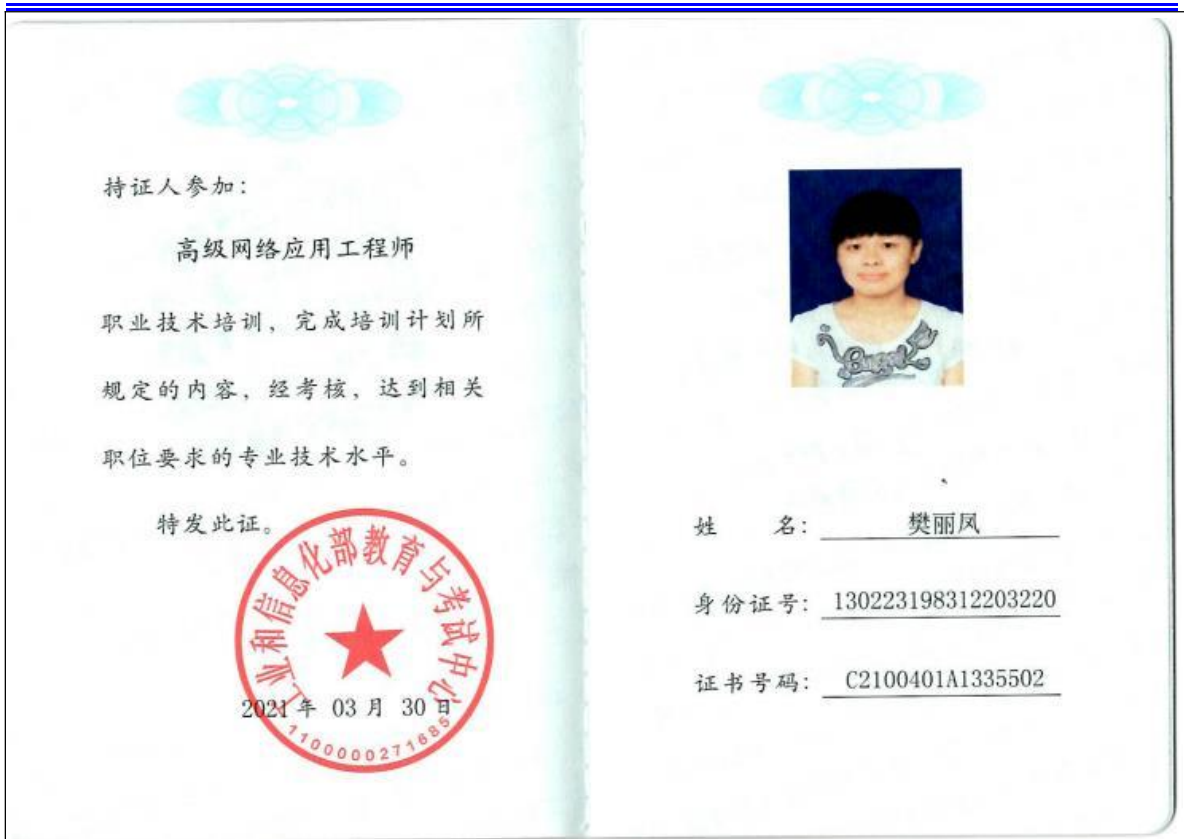 持证人参加：
高级网络应用工程师
职业技术培训，完成培训计划所
规定的内容，经考核，达到相关
职位要求的专业技术水平。
特发此证。
工业和信息化部教育与考试中心
2021年 03月 30日
1100000271685
姓 名： 樊丽凤
身份证号： 130223198312203220
证书号码： C2100401A1335502